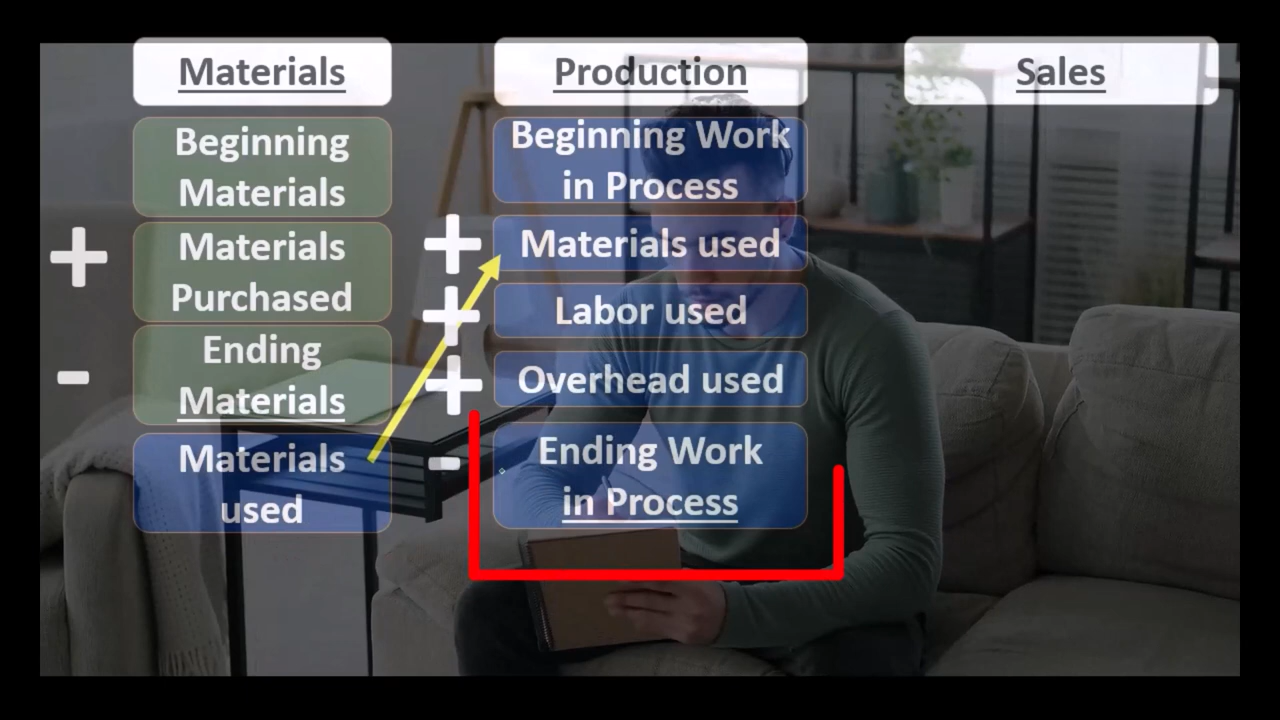 Materials
Beginning
Materials
+
Materials
Purchased
-
Ending
Materials
Materials
used
Production
Beginning Work
in Process
+
Materials used
+
Labor used
+
Overhead used
-
Ending Work
in Process
Sales